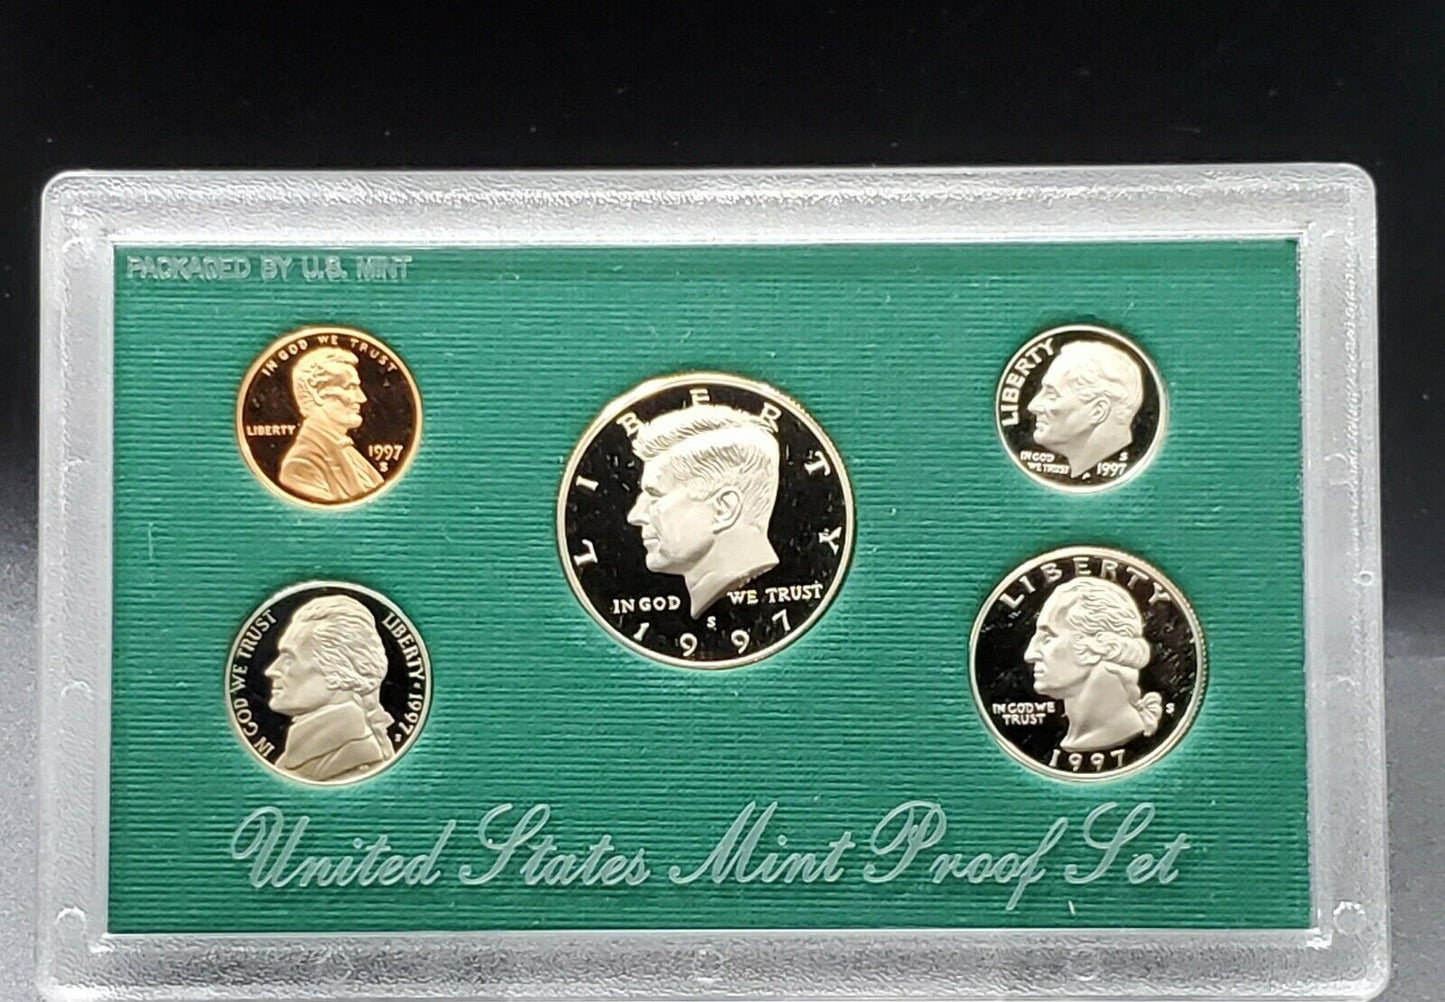 PACKAGED BY U.S. MINT
IN GOD WE TRUST
LIBERTY
1997
S
LIBERTY
IN GOD WE TRUST
S
1997
LIBERTY
IN GOD
WE TRUST
S
1997
IN GOD WE TRUST
LIBERTY • 1997
LIBERTY
IN GOD WE
TRUST
S
1997
United States Mint Proof Set